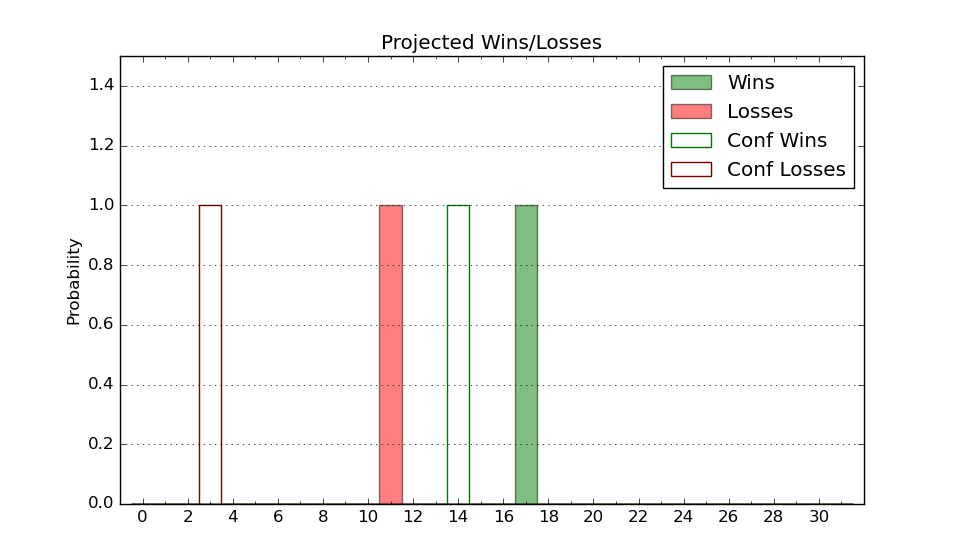 Projected Wins/Losses
Wins
Losses
Conf Wins
Conf Losses
Probability
1.4
1.2
1.0
0.8
0.6
0.4
0.2
0.0
0 2 4 6 8 10 12 14 16 18 20 22 24 26 28 30